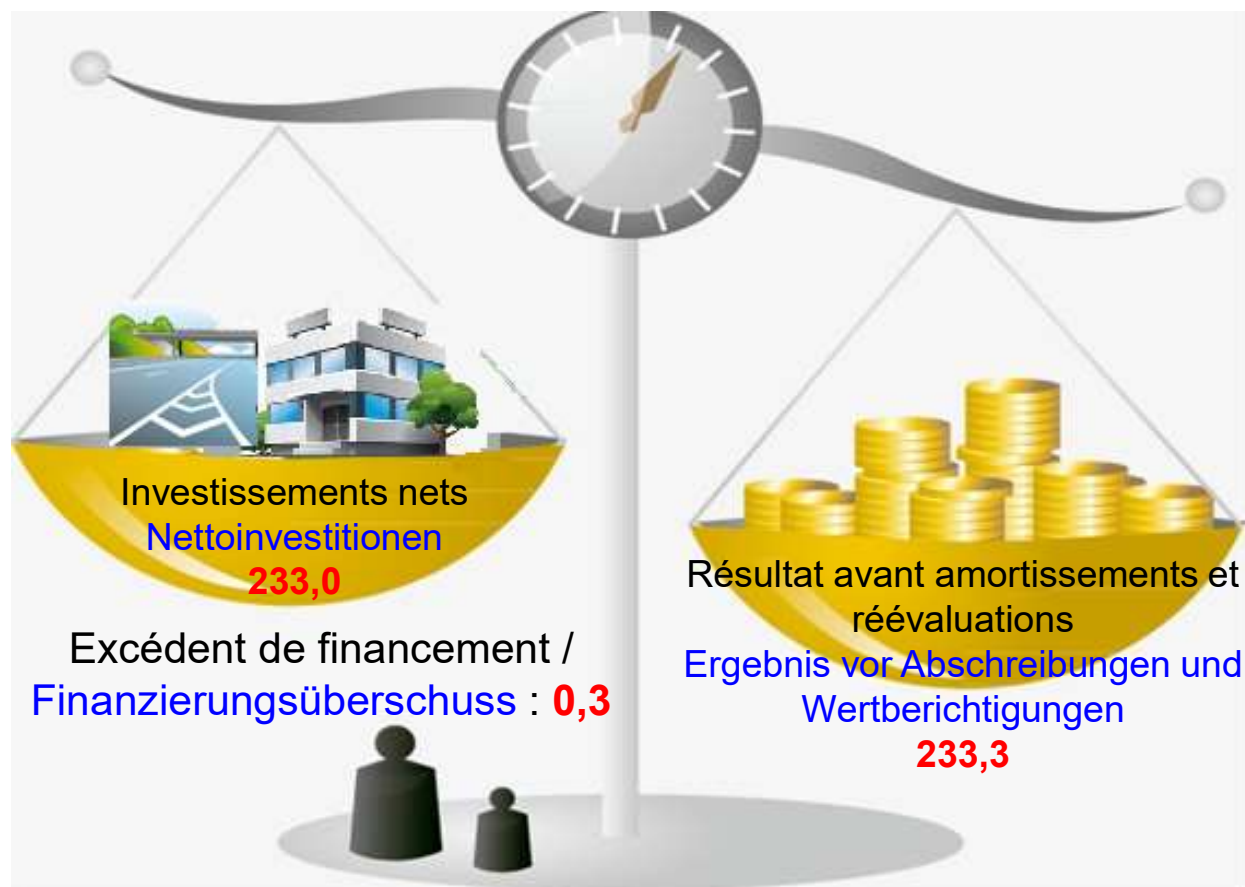 Investissements nets
Nettoinvestitionen
233,0
Excédent de financement /
Finanzierungsüberschuss : 0,3
Résultat avant amortissements et
réévaluations
Ergebnis vor Abschreibungen und
Wertberichtigungen
233,3